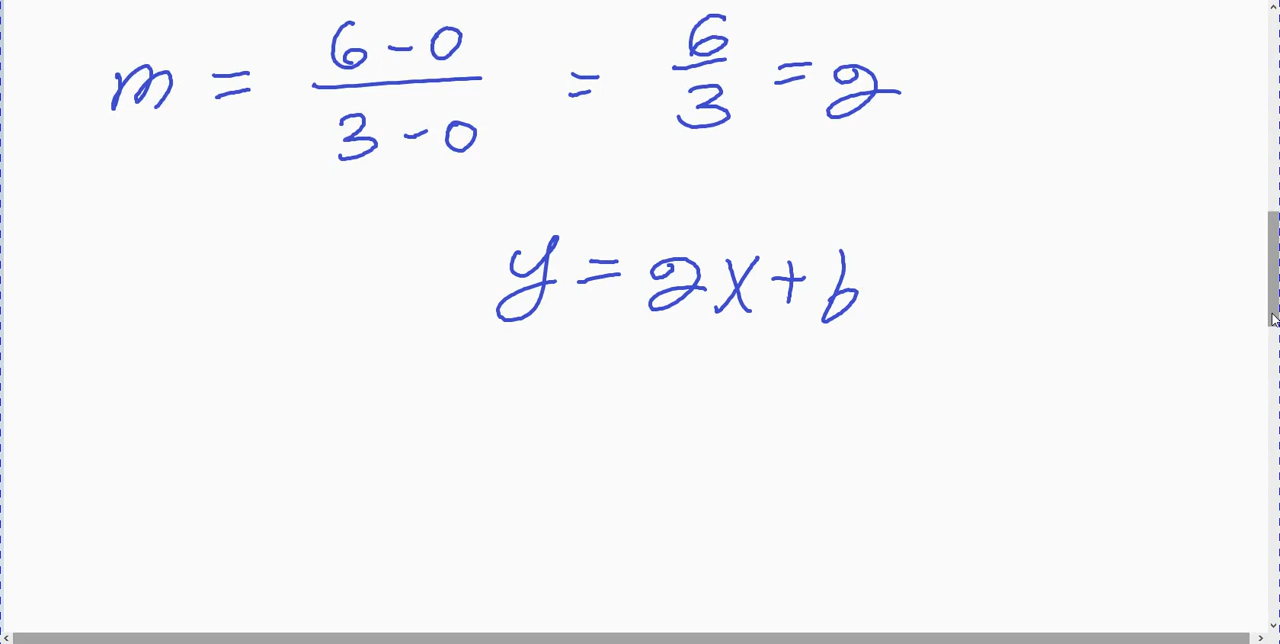 m = 6-0/3-0 = 6/3 = 2
y = 2x+b